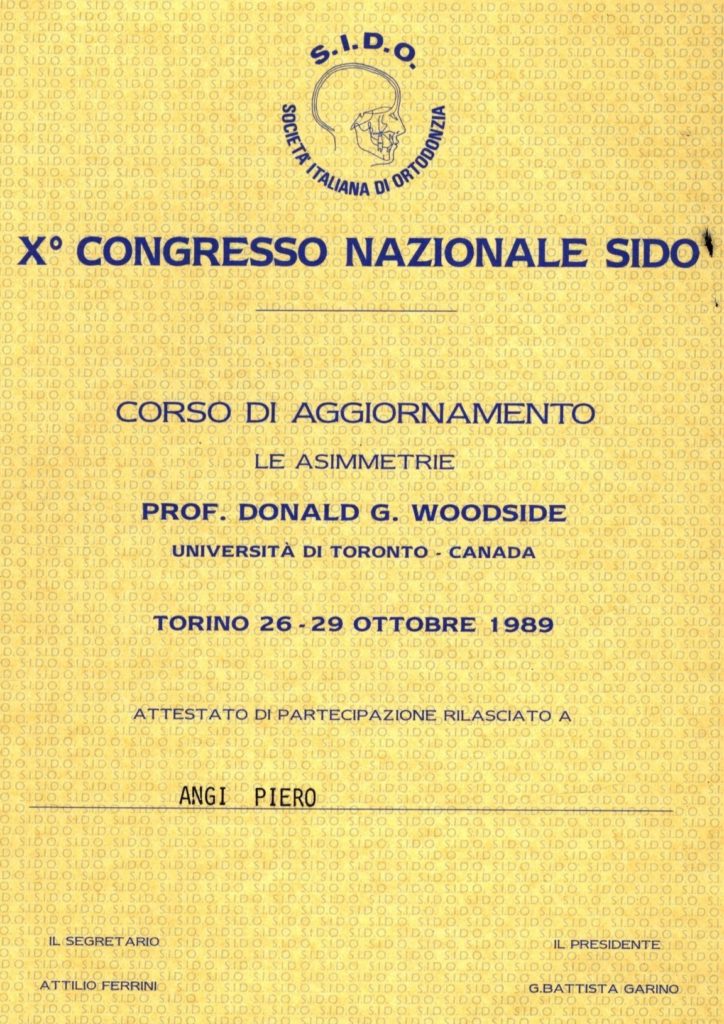 S.I.D.O.
SOCIETÀ ITALIANA DI ORTODONZIA
X° CONGRESSO NAZIONALE SIDO
CORSO DI AGGIORNAMENTO
LE ASIMMETRIE
PROF. DONALD G. WOODSIDE
UNIVERSITÀ DI TORONTO - CANADA
TORINO 26 - 29 OTTOBRE 1989
ATTESTATO DI PARTECIPAZIONE RILASCIATO A
ANGI PIERO
IL SEGRETARIO
IL PRESIDENTE
ATTILIO FERRINI
G.BATTISTA GARINO